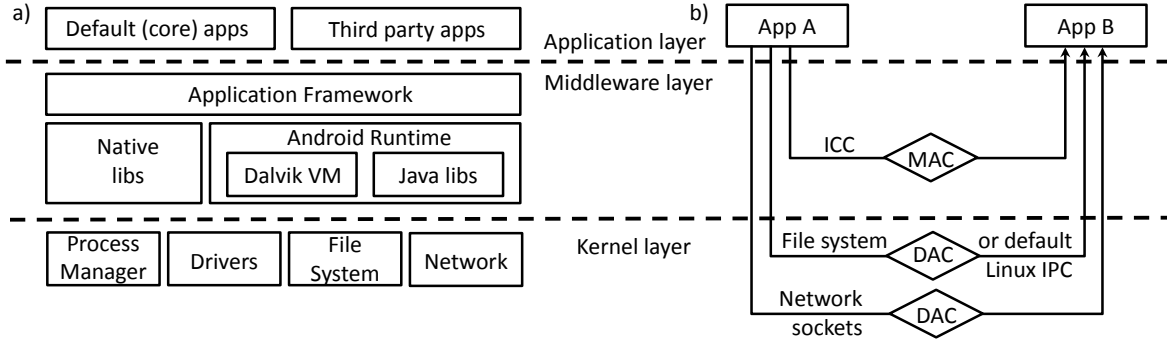 a)
Default (core) apps
Third party apps
Application layer
b)
App A
App B
Middleware layer
Application Framework
Native
libs
Android Runtime
Dalvik VM
Java libs
ICC
MAC
Kernel layer
Process
Manager
Drivers
File
System
Network
File system
DAC
or default
Linux IPC
Network
sockets
DAC